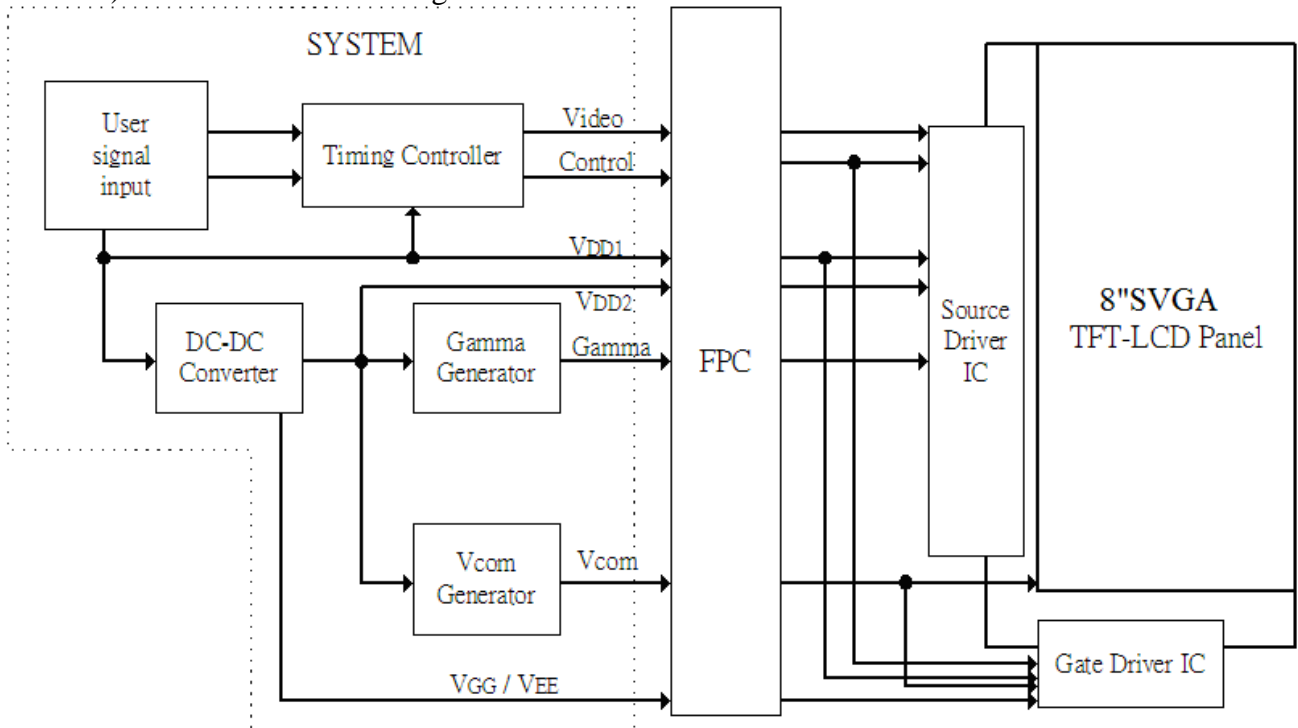 SYSTEM
User
signal
input
Timing Controller
Video
Control
VDD1
VDD2
DC-DC
Converter
Gamma
Generator
Gamma
Vcom
Generator
Vcom
VGG / VEE
FPC
Source
Driver
IC
8"SVGA
TFT-LCD Panel
Gate Driver IC